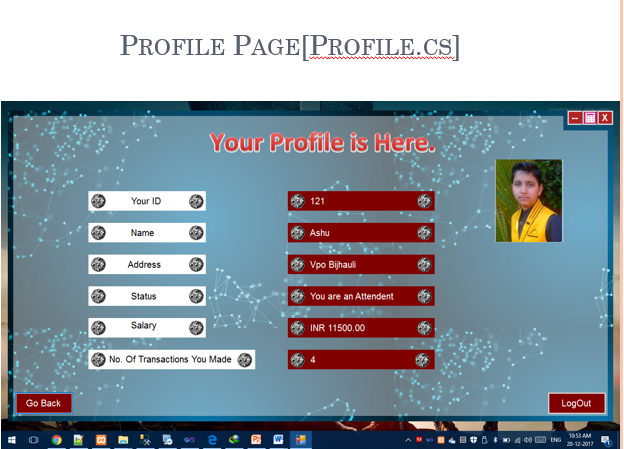 Profile Page[Profile.cs]
-- X
Your Profile is Here.
Your ID 121
Name Ashu
Address Vpo Bijhauli
Status You are an Attendent
Salary INR 11500.00
No. Of Transactions You Made 4
Go Back LogOut
ENG 10:53 AM
20-12-2017